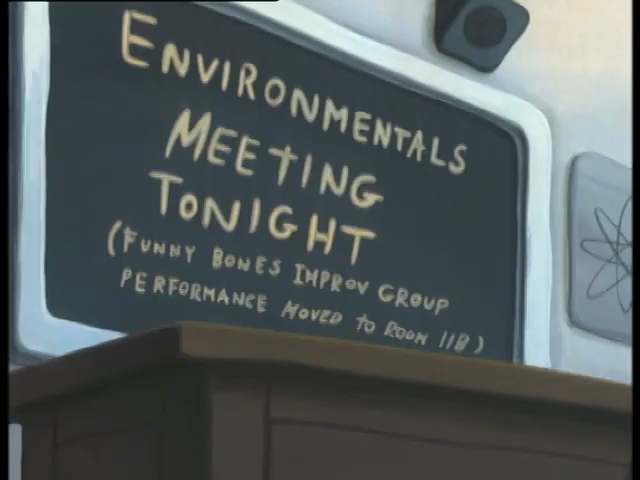 ENVIRONMENTALS
MEETING
TONIGHT
(FUNNY BONES IMPROV GROUP
PERFORMANCE MOVED TO ROOM 11B)